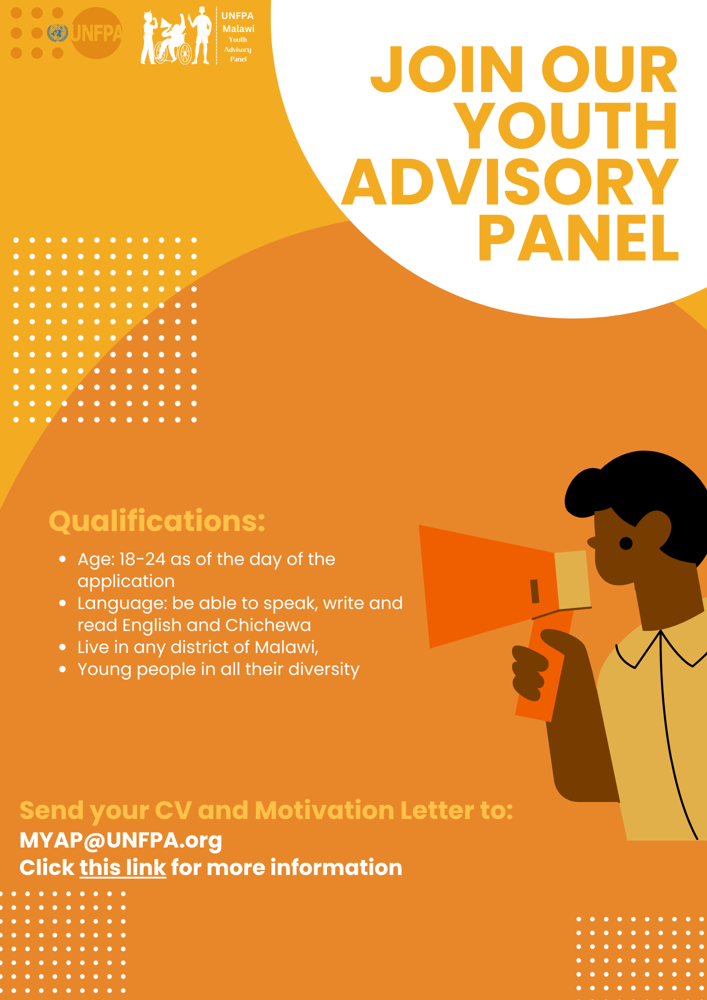 UNFPA
UNFPA
Malawi
Youth
Advisory
Panel
JOIN OUR
YOUTH
ADVISORY
PANEL
Qualifications:
• Age: 18-24 as of the day of the
application
• Language: be able to speak, write and
read English and Chichewa
• Live in any district of Malawi,
• Young people in all their diversity
Send your CV and Motivation Letter to:
MYAP@UNFPA.org
Click this link for more information